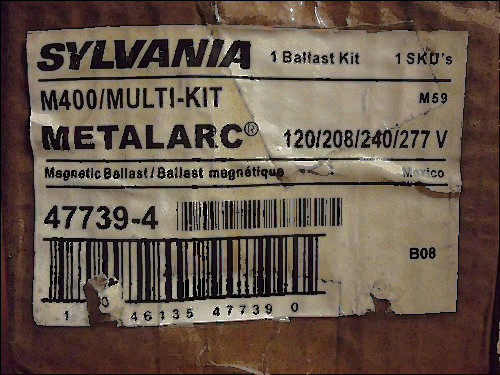 SYLVANIA 1 Ballast Kit 1 SKU's
M400/MULTI-KIT M59
METALARC® 120/208/240/277 V
Magnetic Ballast / Ballast magnétique Mexico
47739-4
B08
1 0 46135 47739 0